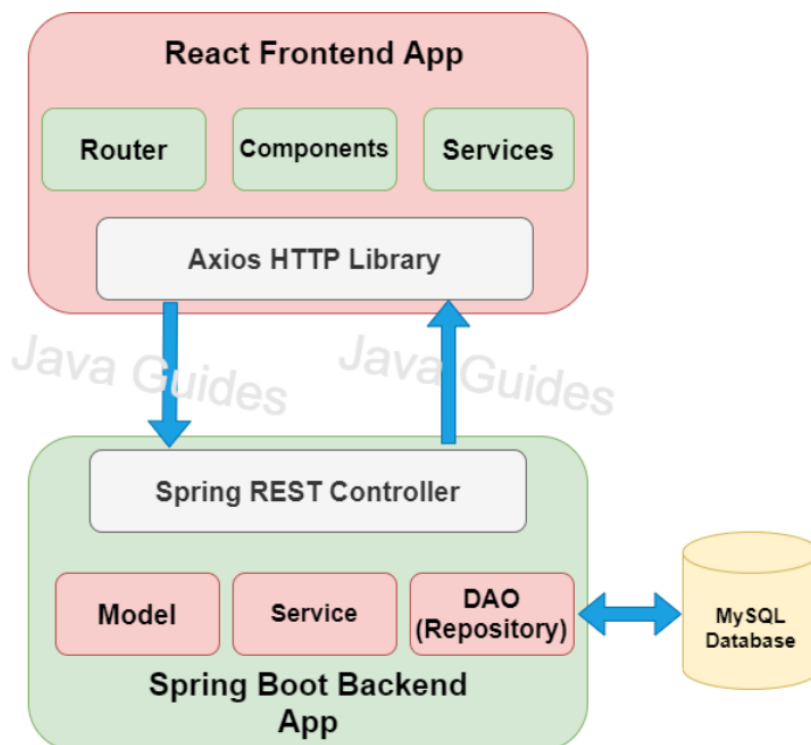 React Frontend App
Router
Components
Services
Axios HTTP Library
Java Guides
Java Guides
Spring REST Controller
Model
Service
DAO
(Repository)
MySQL
Database
Spring Boot Backend
App